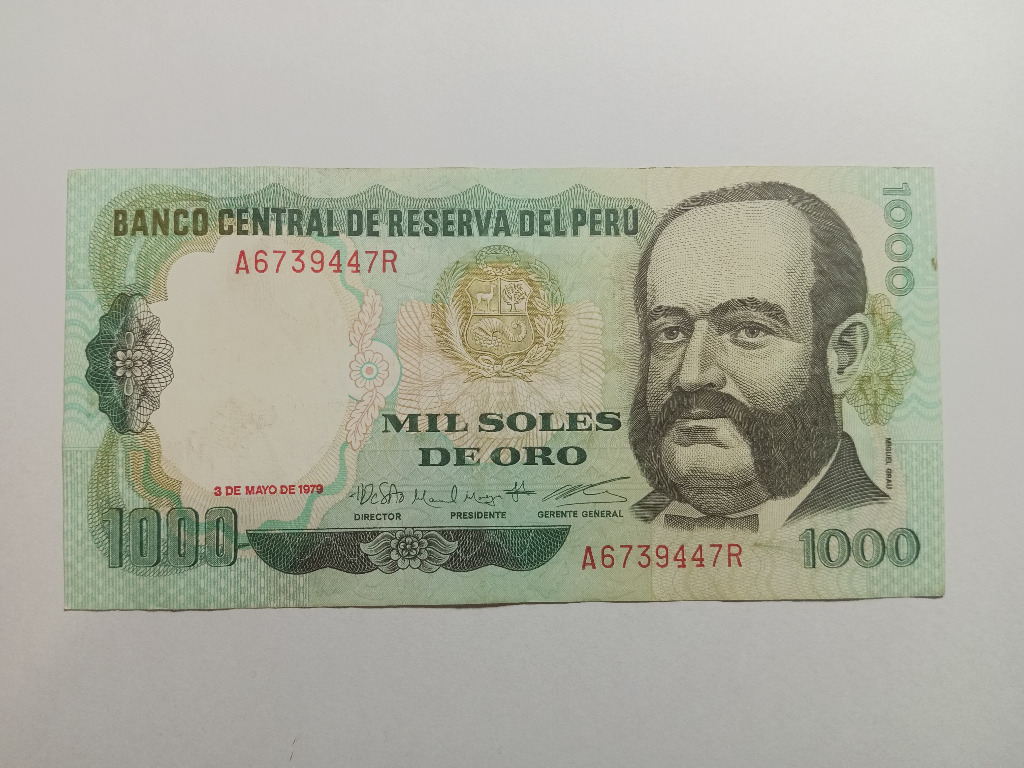 BANCO CENTRAL DE RESERVA DEL PERÚ
A6739447R
1000
MIL SOLES
DE ORO
MIGUEL GRAU
3 DE MAYO DE 1979
DIRECTOR PRESIDENTE GERENTE GENERAL
1000
A6739447R
1000